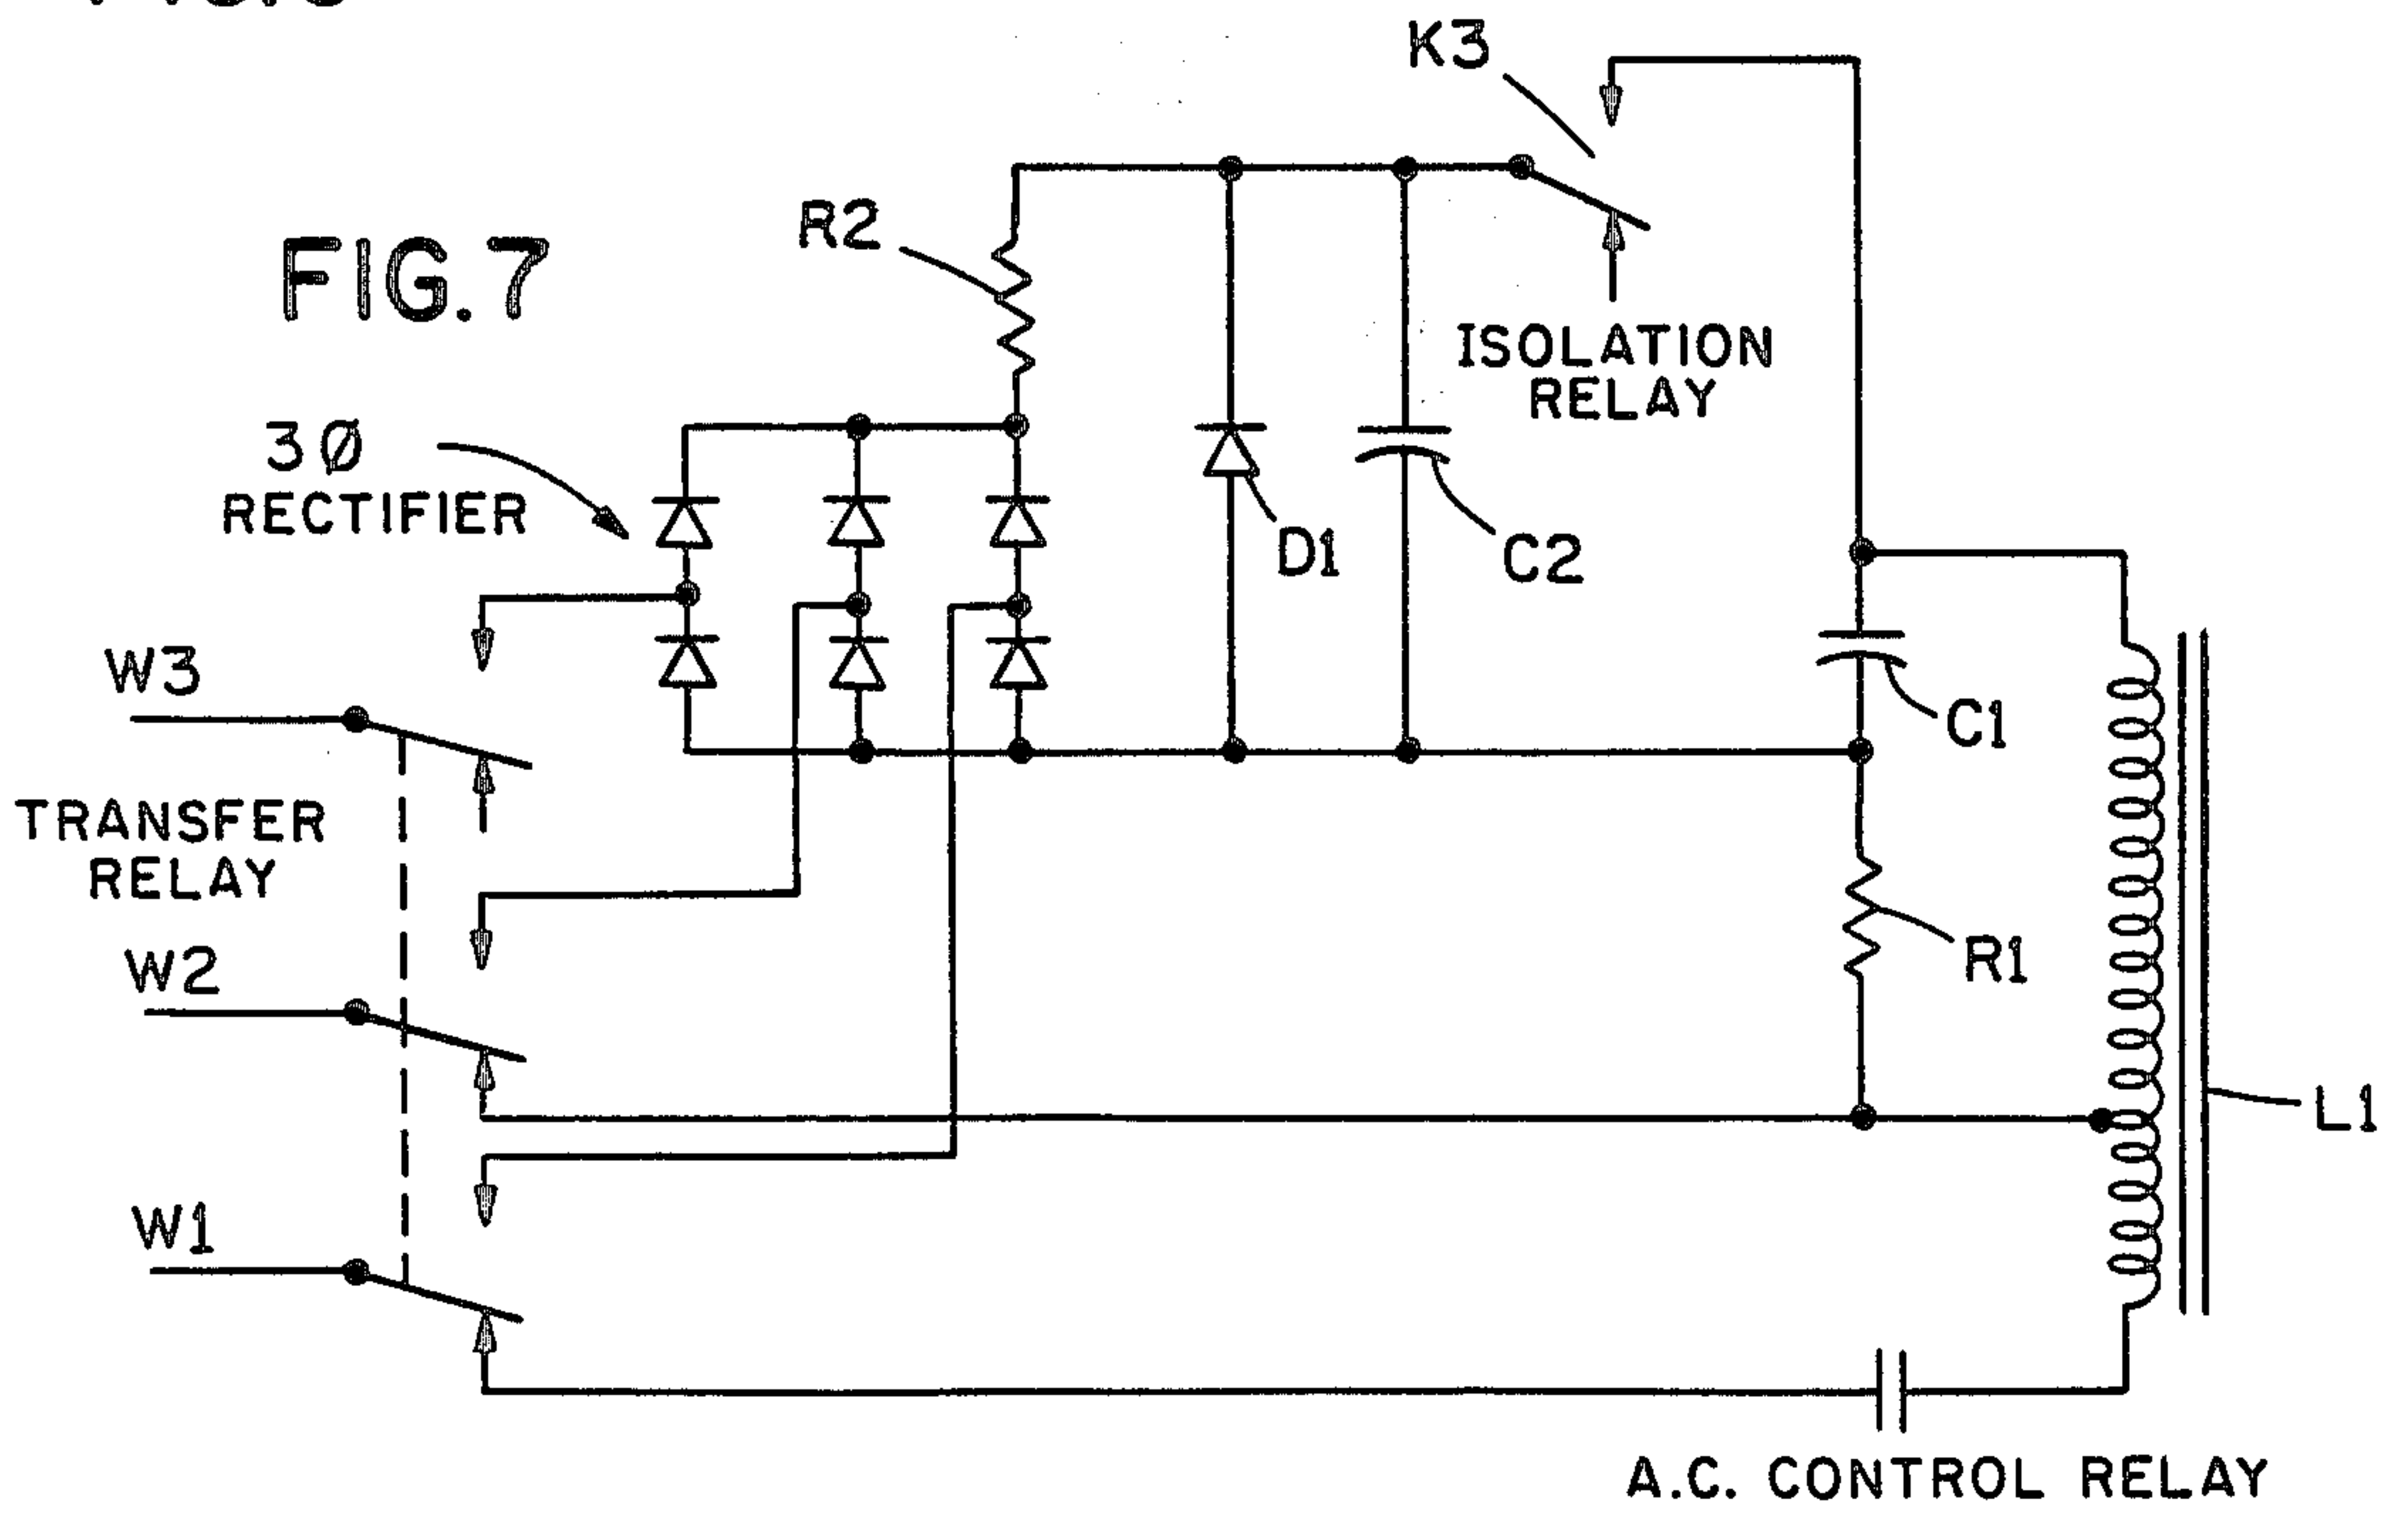 K3
R2
FIG.7
ISOLATION
RELAY
3Ø
RECTIFIER
D1
C2
W3
C1
TRANSFER
RELAY
R1
W2
L1
W1
A.C. CONTROL RELAY